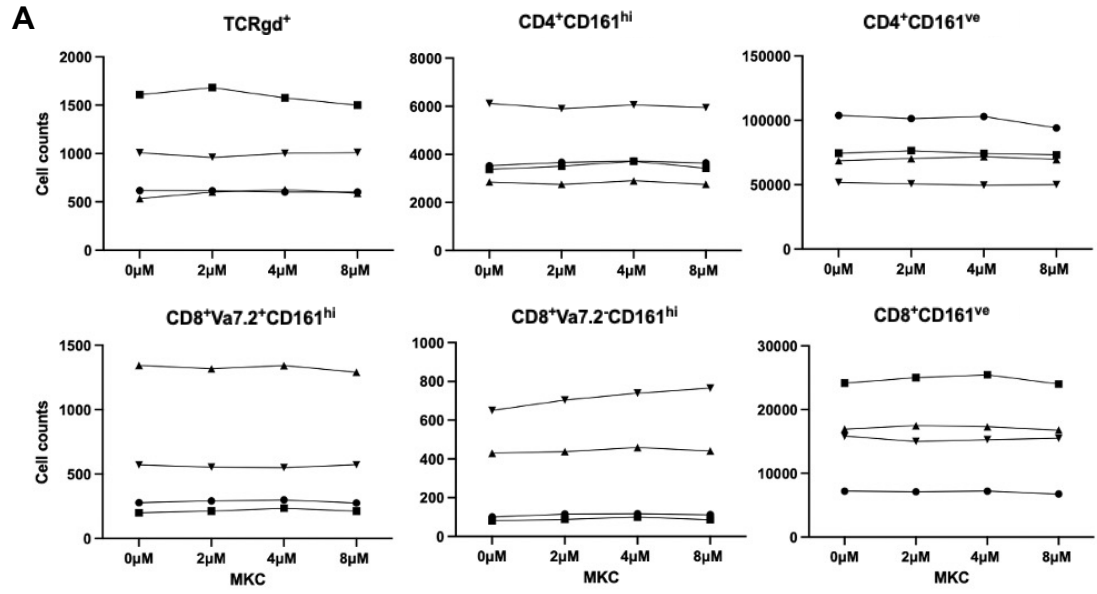 A
TCRgd⁺
CD4⁺CD161ʰⁱ
CD4⁺CD161ᵛᵉ
Cell counts
2000
1500
1000
500
0
0µM 2µM 4µM 8µM
8000
6000
4000
2000
0
0µM 2µM 4µM 8µM
150000
100000
50000
0
0µM 2µM 4µM 8µM
CD8⁺Va7.2⁺CD161ʰⁱ
CD8⁺Va7.2⁻CD161ʰⁱ
CD8⁺CD161ᵛᵉ
Cell counts
1500
1000
500
0
0µM 2µM 4µM 8µM
MKC
1000
800
600
400
200
0
0µM 2µM 4µM 8µM
MKC
30000
20000
10000
0
0µM 2µM 4µM 8µM
MKC